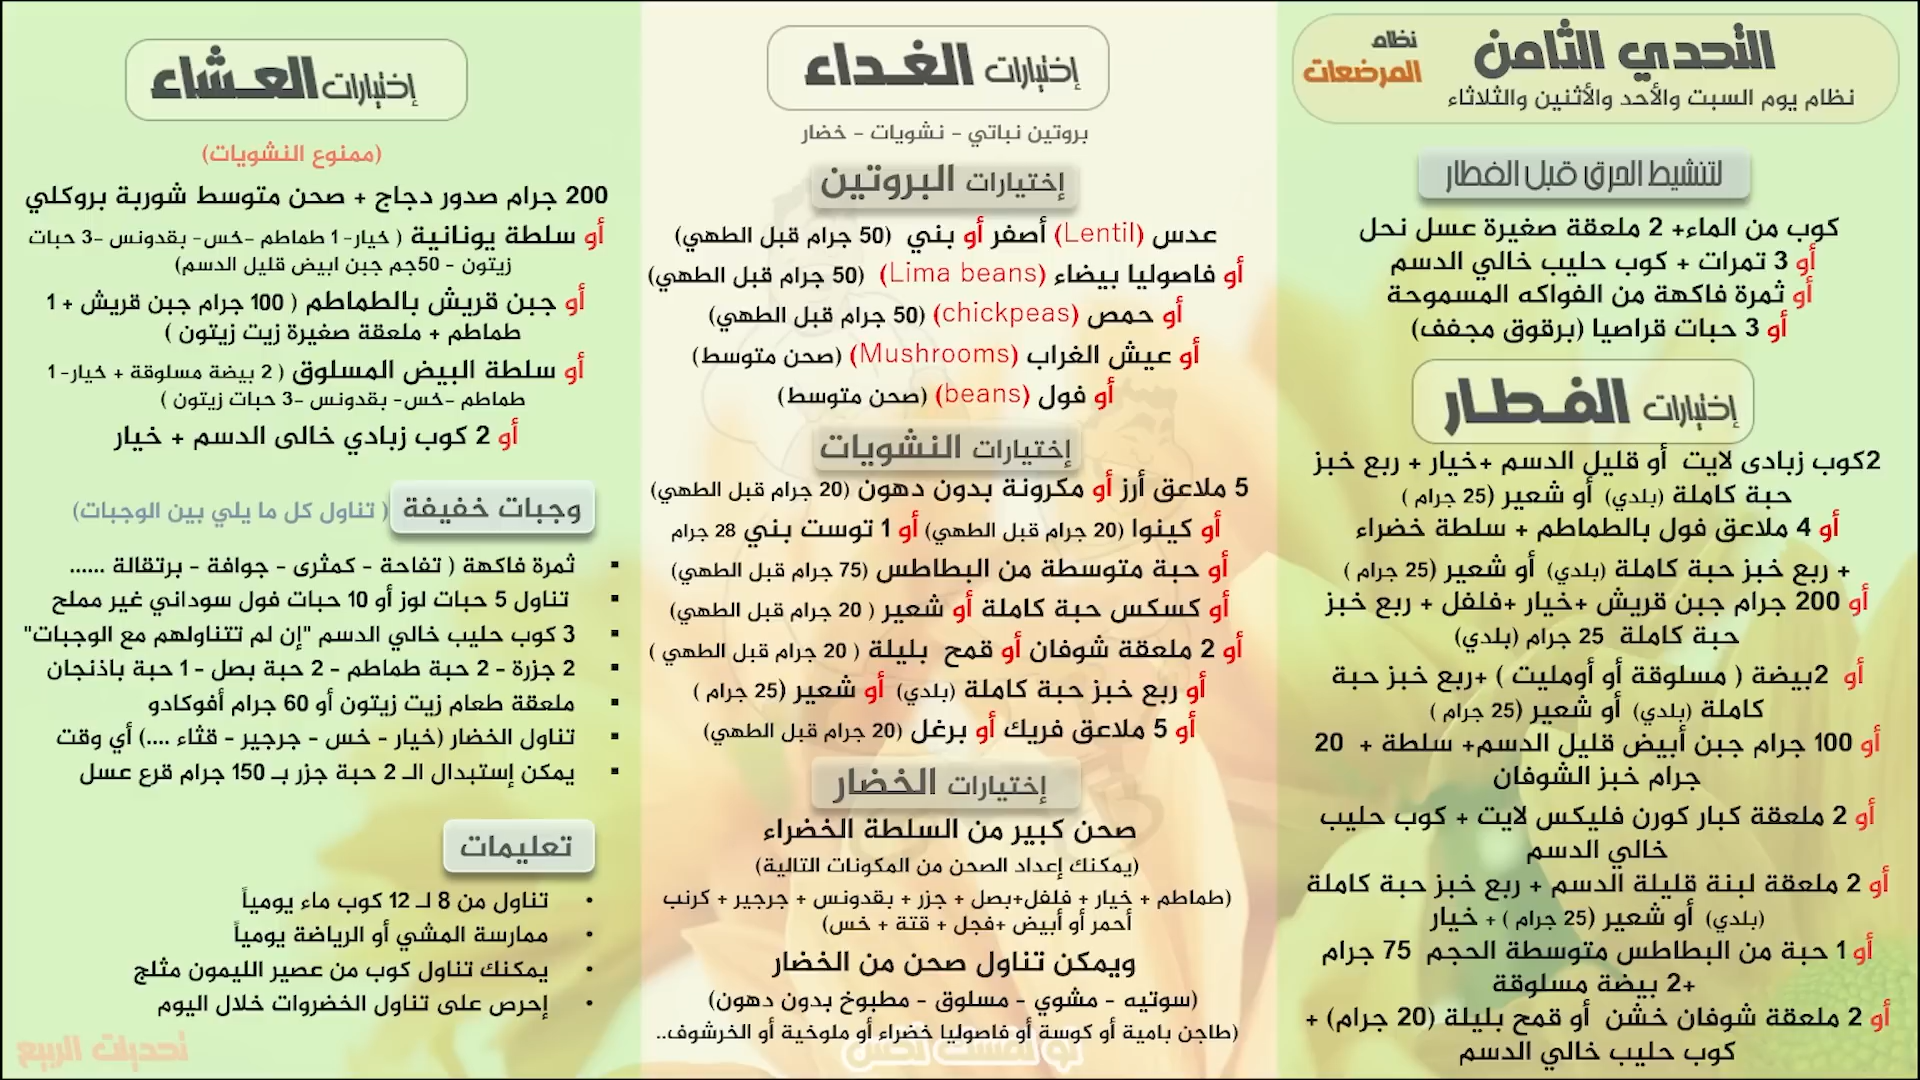 التحدي الثامن
نظام المرضعات
نظام يوم السبت والأحد والأثنين والثلاثاء
لتنشيط الحرق قبل الفطار
كوب من الماء+ 2 ملعقة صغيرة عسل نحل
أو 3 تمرات + كوب حليب خالي الدسم
أو ثمرة فاكهة من الفواكه المسموحة
أو 3 حبات قراصيا (برقوق مجفف)
إختيارات الفطار
2كوب زبادى لايت أو قليل الدسم +خيار + ربع خبز
حبة كاملة (بلدي) أو شعير (25 جرام )
أو 4 ملاعق فول بالطماطم + سلطة خضراء
+ ربع خبز حبة كاملة (بلدي) أو شعير (25 جرام )
أو 200 جرام جبن قريش +خيار +فلفل + ربع خبز
حبة كاملة 25 جرام (بلدي)
أو 2بيضة ( مسلوقة أو أومليت ) +ربع خبز حبة
كاملة (بلدي) أو شعير (25 جرام )
أو 100 جرام جبن أبيض قليل الدسم+ سلطة + 20
جرام خبز الشوفان
أو 2 ملعقة كبار كورن فليكس لايت + كوب حليب
خالي الدسم
أو 2 ملعقة لبنة قليلة الدسم + ربع خبز حبة كاملة
(بلدي) أو شعير (25 جرام ) + خيار
أو 1 حبة من البطاطس متوسطة الحجم 75 جرام
+2 بيضة مسلوقة
أو 2 ملعقة شوفان خشن أو قمح بليلة (20 جرام) +
كوب حليب خالي الدسم
إختيارات الغداء
بروتين نباتي - نشويات - خضار
إختيارات البروتين
عدس (Lentil) أصفر أو بني (50 جرام قبل الطهي)
أو فاصوليا بيضاء (Lima beans) (50 جرام قبل الطهي)
أو حمص (chickpeas) (50 جرام قبل الطهي)
أو عيش الغراب (Mushrooms) (صحن متوسط)
أو فول (beans) (صحن متوسط)
إختيارات النشويات
5 ملاعق أرز أو مكرونة بدون دهون (20 جرام قبل الطهي)
أو كينوا (20 جرام قبل الطهي) أو 1 توست بني 28 جرام
أو حبة متوسطة من البطاطس (75 جرام قبل الطهي)
أو كسكس حبة كاملة أو شعير ( 20 جرام قبل الطهي)
أو 2 ملعقة شوفان أو قمح بليلة ( 20 جرام قبل الطهي )
أو ربع خبز حبة كاملة (بلدي) أو شعير (25 جرام )
أو 5 ملاعق فريك أو برغل (20 جرام قبل الطهي)
إختيارات الخضار
صحن كبير من السلطة الخضراء
(يمكنك إعداد الصحن من المكونات التالية)
(طماطم + خيار + فلفل+بصل + جزر + بقدونس + جرجير + كرنب
أحمر أو أبيض +فجل + قتة + خس)
ويمكن تناول صحن من الخضار
(سوتيه - مشوي - مسلوق - مطبوخ بدون دهون)
(طاجن بامية أو كوسة أو فاصوليا خضراء أو ملوخية أو الخرشوف..
إختيارات العشاء
(ممنوع النشويات)
200 جرام صدور دجاج + صحن متوسط شوربة بروكلي
أو سلطة يونانية ( خيار- 1 طماطم -خس- بقدونس -3 حبات
زيتون - 50جم جبن ابيض قليل الدسم)
أو جبن قريش بالطماطم ( 100 جرام جبن قريش + 1
طماطم + ملعقة صغيرة زيت زيتون )
أو سلطة البيض المسلوق ( 2 بيضة مسلوقة + خيار- 1
طماطم -خس- بقدونس -3 حبات زيتون )
أو 2 كوب زبادي خالى الدسم + خيار
وجبات خفيفة ( تناول كل ما يلي بين الوجبات)
▪ ثمرة فاكهة ( تفاحة - كمثرى - جوافة - برتقالة ......
▪ تناول 5 حبات لوز أو 10 حبات فول سوداني غير مملح
▪ 3 كوب حليب خالي الدسم "إن لم تتناولهم مع الوجبات"
▪ 2 جزرة - 2 حبة طماطم - 2 حبة بصل - 1 حبة باذنجان
▪ ملعقة طعام زيت زيتون أو 60 جرام أفوكادو
▪ تناول الخضار (خيار - خس - جرجير - قثاء ....) أي وقت
▪ يمكن إستبدال الـ 2 حبة جزر بـ 150 جرام قرع عسل
تعليمات
• تناول من 8 لـ 12 كوب ماء يومياً
• ممارسة المشي أو الرياضة يومياً
• يمكنك تناول كوب من عصير الليمون مثلج
• إحرص على تناول الخضروات خلال اليوم
تحديات الربيع